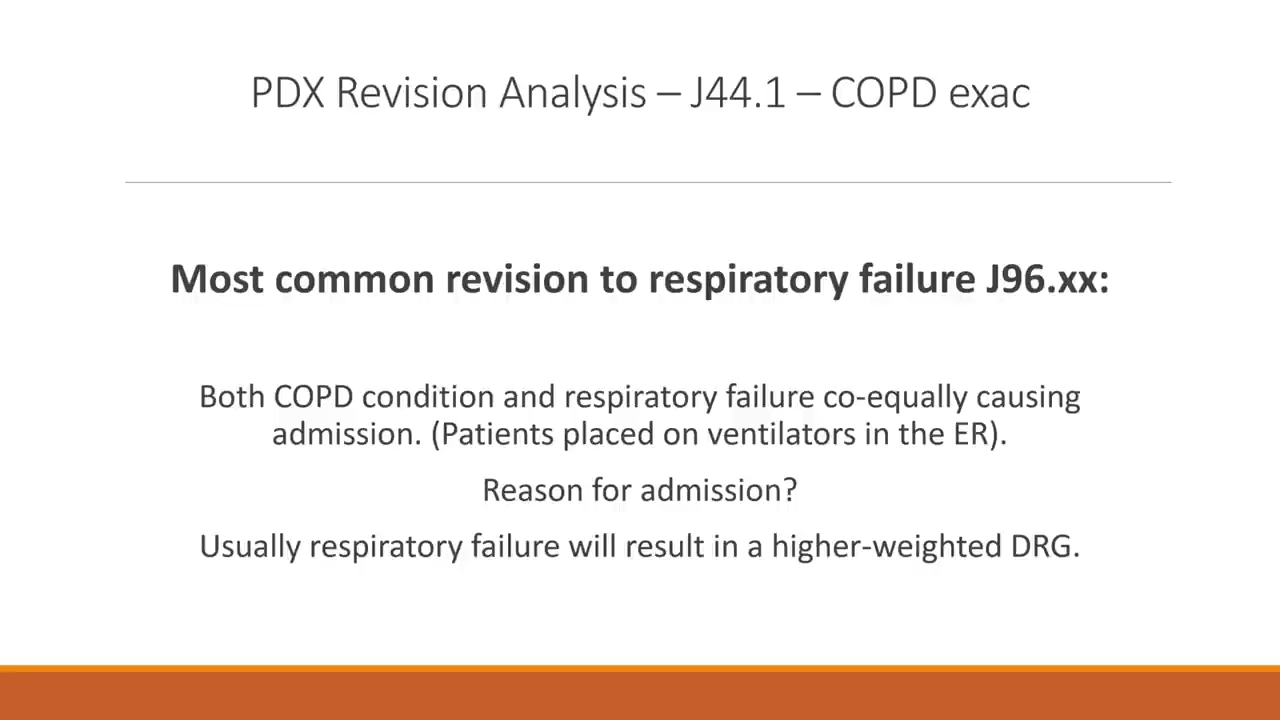 PDX Revision Analysis – J44.1 – COPD exac
Most common revision to respiratory failure J96.xx:
Both COPD condition and respiratory failure co-equally causing
admission. (Patients placed on ventilators in the ER).
Reason for admission?
Usually respiratory failure will result in a higher-weighted DRG.